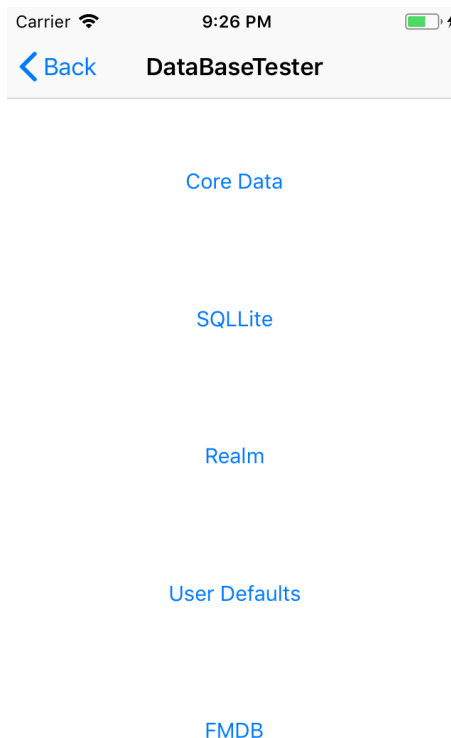 Carrier 9:26 PM
Back DataBaseTester
Core Data
SQLLite
Realm
User Defaults
FMDB